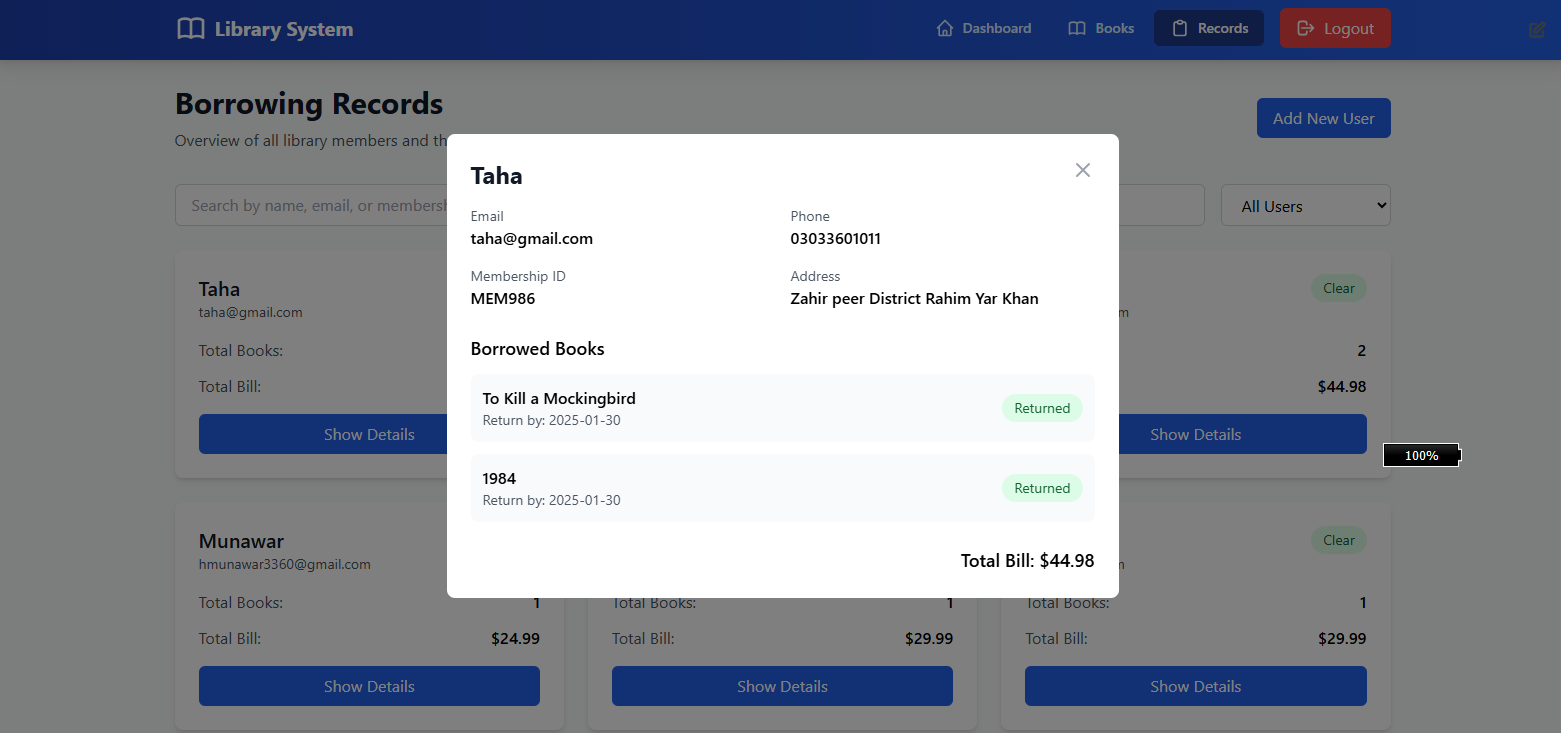 Library System
Dashboard
Books
Records
Logout
Borrowing Records
Overview of all library members and
Add New User
Search by name, email, or
All Users
Taha
taha@gmail.com
Total Books:
Total Bill:
Show Details
Clear
2
$44.98
Show Details
100%
Taha
Email
taha@gmail.com
Phone
03033601011
Membership ID
MEM986
Address
Zahir peer District Rahim Yar Khan
Borrowed Books
To Kill a Mockingbird
Return by: 2025-01-30
Returned
1984
Return by: 2025-01-30
Returned
Total Bill: $44.98
Munawar
hmunawar3360@gmail.com
Total Books: 1
Total Bill: $24.99
Show Details
Total Books: 1
Total Bill: $29.99
Show Details
Clear
Total Books: 1
Total Bill: $29.99
Show Details